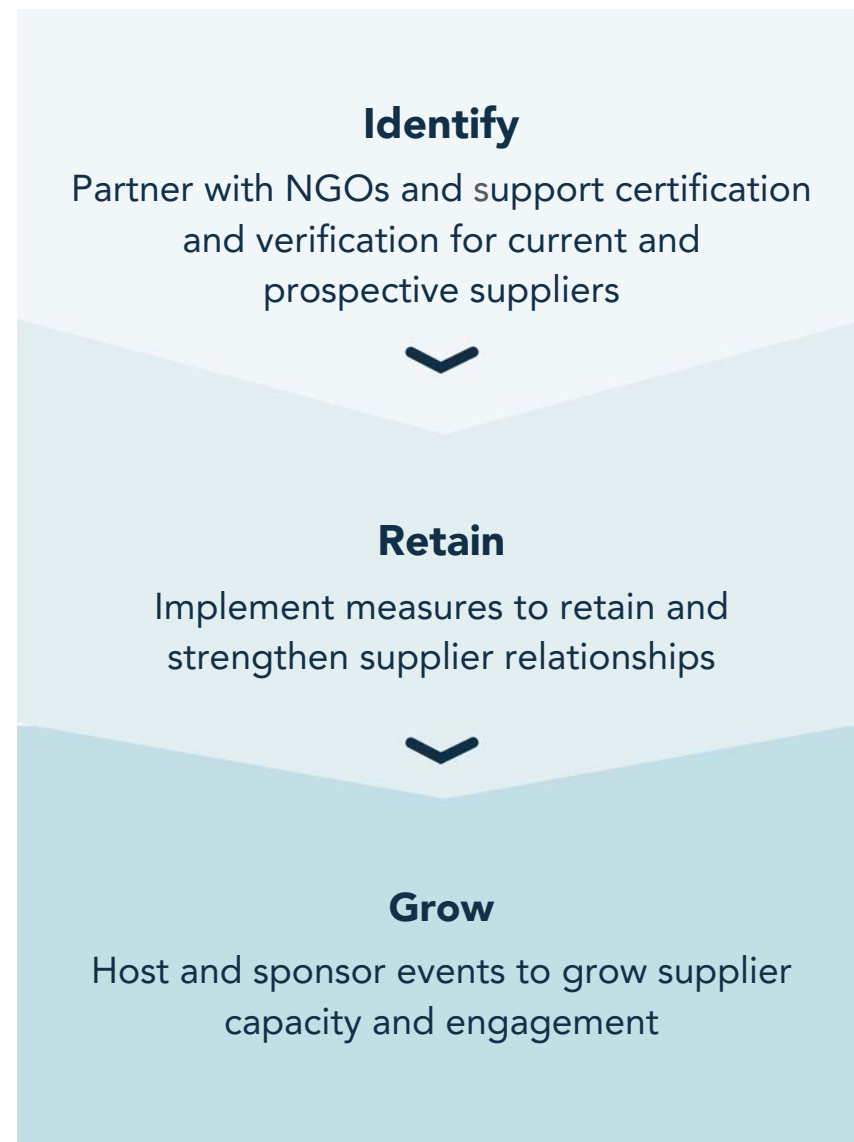 Identify
Partner with NGOs and support certification
and verification for current and
prospective suppliers
Retain
Implement measures to retain and
strengthen supplier relationships
Grow
Host and sponsor events to grow supplier
capacity and engagement